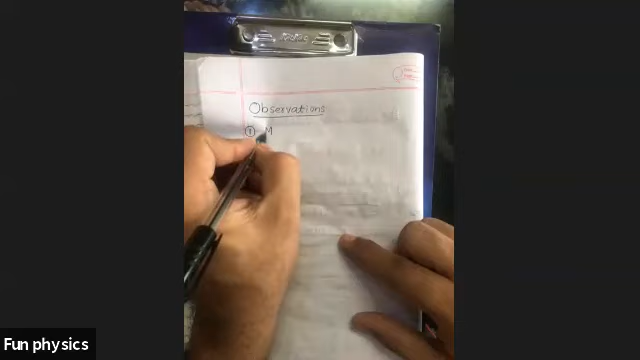 Observations
① M
Fun physics